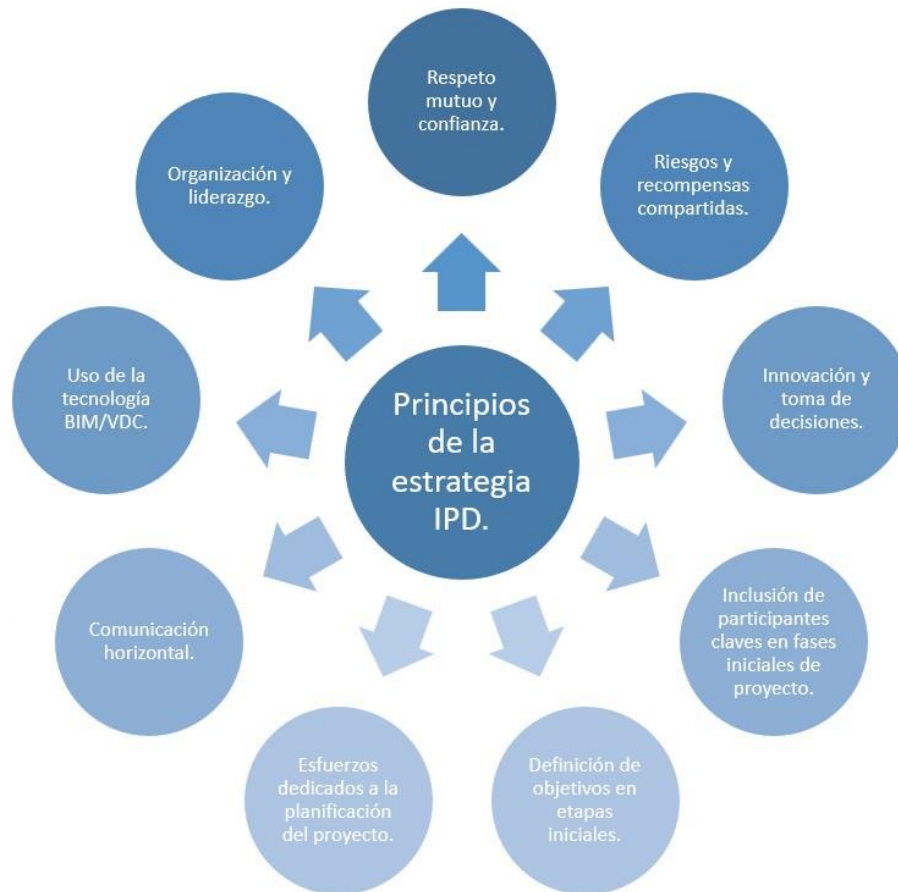 Respeto
mutuo y
confianza.
Riesgos y
recompensas
compartidas.
Innovación y
toma de
decisiones.
Inclusión de
participantes
claves en fases
iniciales de
proyecto.
Definición de
objetivos en
etapas
iniciales.
Esfuerzos
dedicados a la
planificación
del proyecto.
Comunicación
horizontal.
Uso de la
tecnología
BIM/VDC.
Organización y
liderazgo.
Principios
de la
estrategia
IPD.